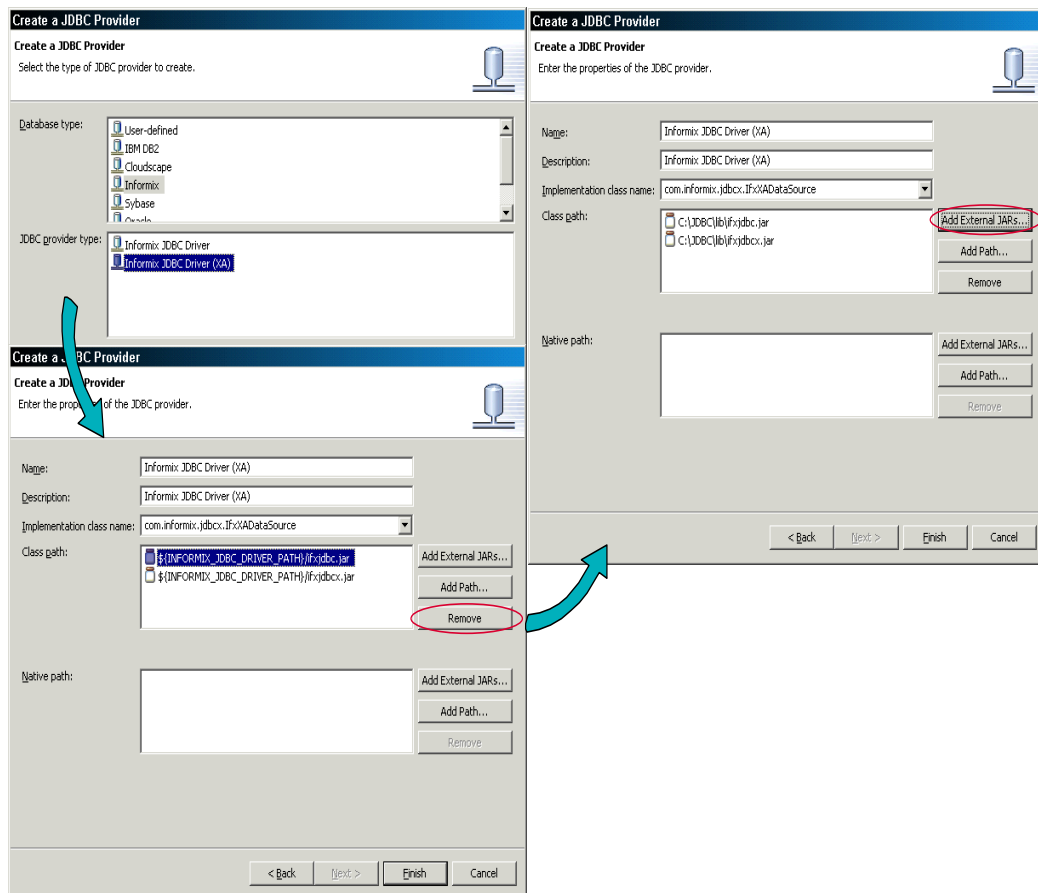 Create a JDBC Provider
Create a JDBC Provider
Select the type of JDBC provider to create.
Database type:
User-defined
IBM DB2
Cloudscape
Informix
Sybase
Oracle
JDBC provider type:
Informix JDBC Driver
Informix JDBC Driver (XA)
Create a JDBC Provider
Create a JDBC Provider
Enter the properties of the JDBC provider.
Name: Informix JDBC Driver (XA)
Description: Informix JDBC Driver (XA)
Implementation class name: com.informix.jdbcx.IfxXADataSource
Class path:
${INFORMIX_JDBC_DRIVER_PATH}/ifxjdbc.jar
${INFORMIX_JDBC_DRIVER_PATH}/ifxjdbcx.jar
Add External JARs...
Add Path...
Remove
Native path:
Add External JARs...
Add Path...
Remove
< Back Next > Finish Cancel
Create a JDBC Provider
Create a JDBC Provider
Enter the properties of the JDBC provider.
Name: Informix JDBC Driver (XA)
Description: Informix JDBC Driver (XA)
Implementation class name: com.informix.jdbcx.IfxXADataSource
Class path:
C:\JDBC\lib\ifxjdbc.jar
C:\JDBC\lib\ifxjdbcx.jar
Add External JARs...
Add Path...
Remove
Native path:
Add External JARs...
Add Path...
Remove
< Back Next > Finish Cancel